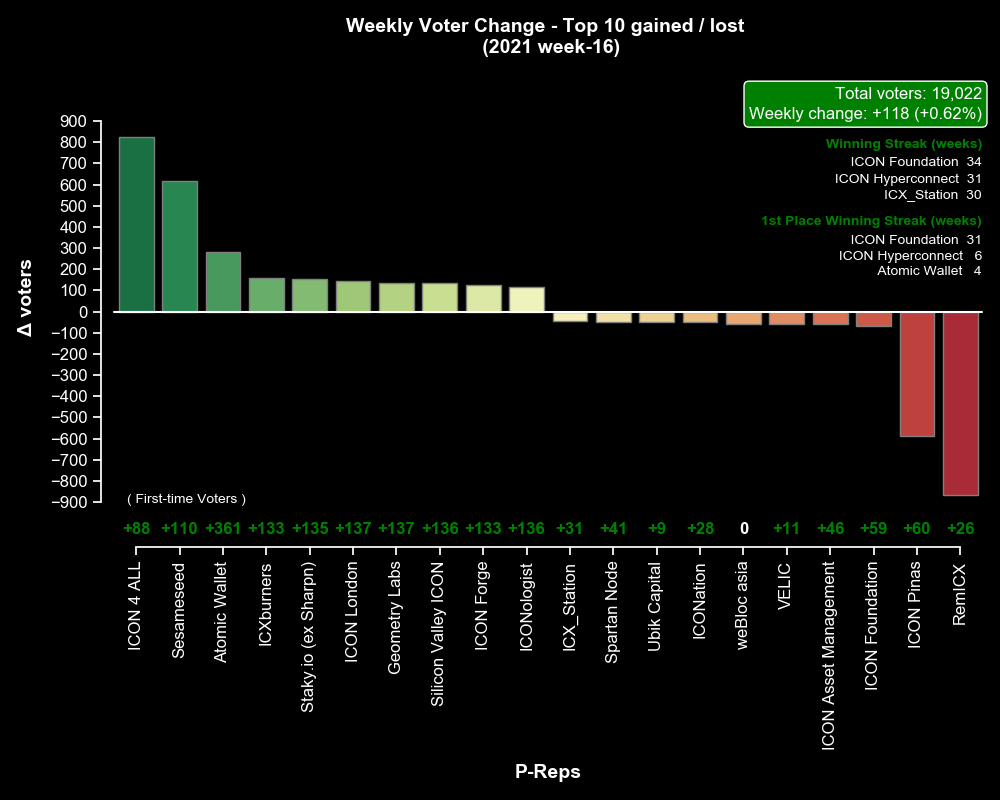 Weekly Voter Change - Top 10 gained / lost
(2021 week-16)
Total voters: 19,022
Weekly change: +118 (+0.62%)
Winning Streak (weeks)
ICON Foundation 34
ICON Hyperconnect 31
ICX_Station 30
1st Place Winning Streak (weeks)
ICON Foundation 31
ICON Hyperconnect 6
Atomic Wallet 4
Δ voters
900
800
700
600
500
400
300
200
100
0
−100
−200
−300
−400
−500
−600
−700
−800
−900
( First-time Voters )
+88 +110 +361 +133 +135 +137 +137 +136 +133 +136 +31 +41 +9 +28 0 +11 +46 +59 +60 +26
ICON 4 ALL
Sesameseed
Atomic Wallet
ICXburners
Staky.io (ex Sharpn)
ICON London
Geometry Labs
Silicon Valley ICON
ICON Forge
ICONologist
ICX_Station
Spartan Node
Ubik Capital
ICONation
weBloc asia
VELIC
ICON Asset Management
ICON Foundation
ICON Pinas
RemICX
P-Reps